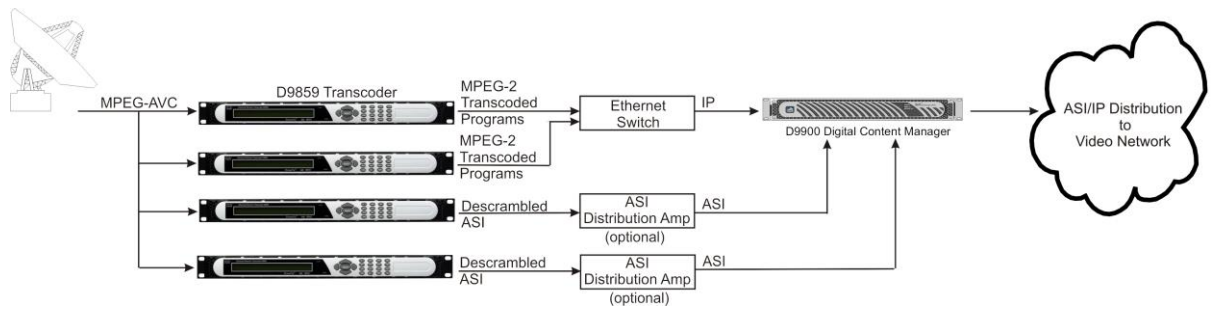 MPEG-AVC
D9859 Transcoder
MPEG-2
Transcoded
Programs
MPEG-2
Transcoded
Programs
Descrambled
ASI
Descrambled
ASI
Ethernet
Switch
IP
ASI
Distribution Amp
(optional)
ASI
ASI
Distribution Amp
(optional)
ASI
D9900 Digital Content Manager
ASI/IP Distribution
to
Video Network